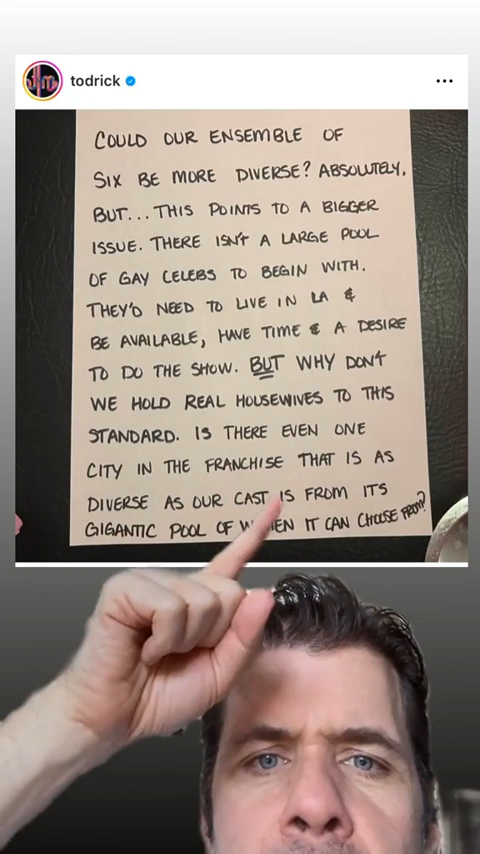 todrick
COULD OUR ENSEMBLE OF
SIX BE MORE DIVERSE? ABSOLUTELY.
BUT... THIS POINTS TO A BIGGER
ISSUE. THERE ISN'T A LARGE POOL
OF GAY CELEBS TO BEGIN WITH.
THEY'D NEED TO LIVE IN LA &
BE AVAILABLE, HAVE TIME & A DESIRE
TO DO THE SHOW. BUT WHY DON'T
WE HOLD REAL HOUSEWIVES TO THIS
STANDARD. IS THERE EVEN ONE
CITY IN THE FRANCHISE THAT IS AS
DIVERSE AS OUR CAST IS FROM ITS
GIGANTIC POOL OF IT CAN CHOOSE FROM?